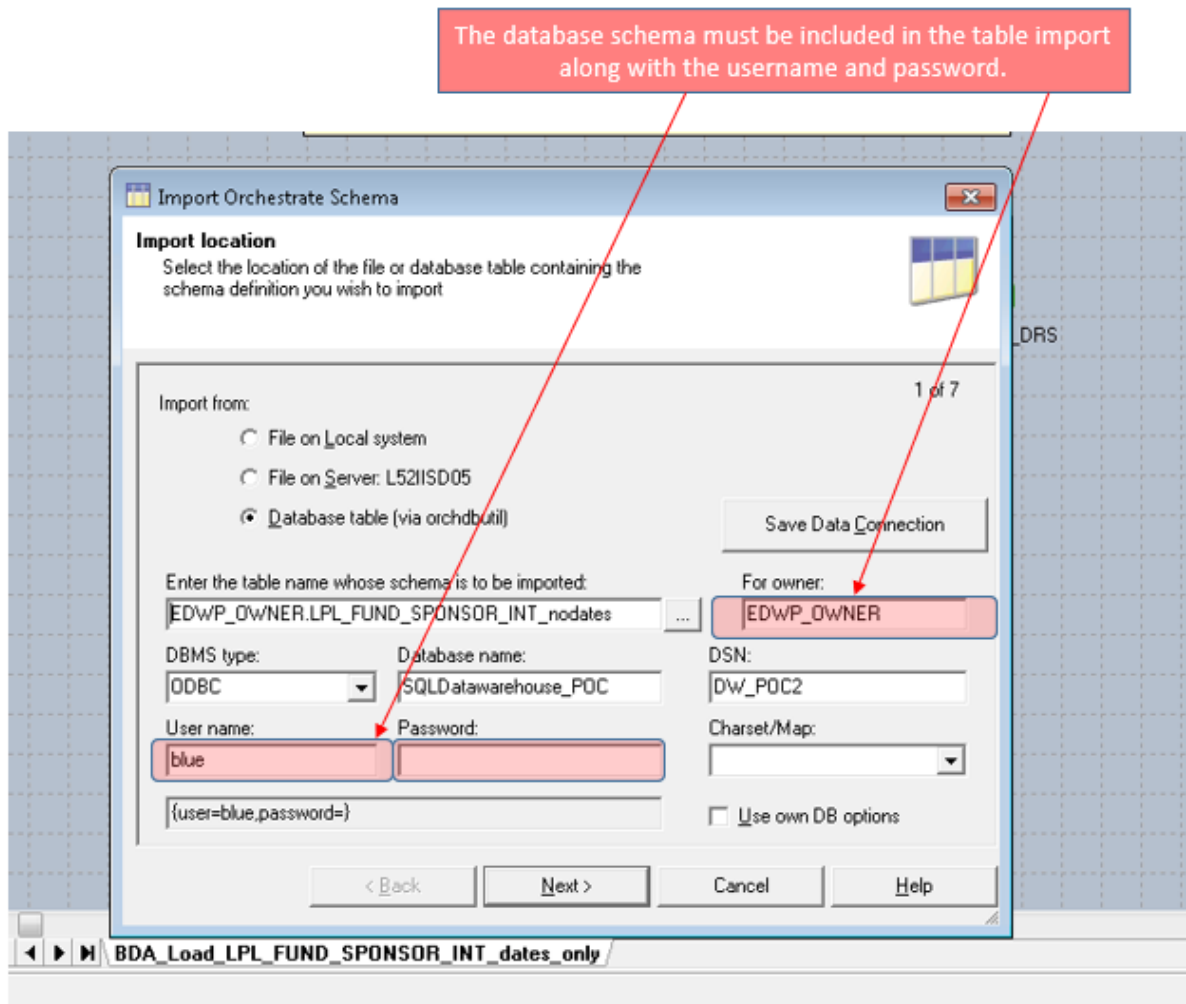 The database schema must be included in the table import
along with the username and password.
_DRS
Import Orchestrate Schema
Import location
Select the location of the file or database table containing the
schema definition you wish to import
1 of 7
Import from:
File on Local system
File on Server: L52IISD05
Database table (via orchdbutil)
Save Data Connection
Enter the table name whose schema is to be imported:
For owner:
EDWP_OWNER.LPL_FUND_SPONSOR_INT_nodates
...
EDWP_OWNER
DBMS type:
Database name:
DSN:
ODBC
SQLDatawarehouse_POC
DW_POC2
User name:
Password:
Charset/Map:
blue
{user=blue,password=}
Use own DB options
< Back
Next >
Cancel
Help
BDA_Load_LPL_FUND_SPONSOR_INT_dates_only